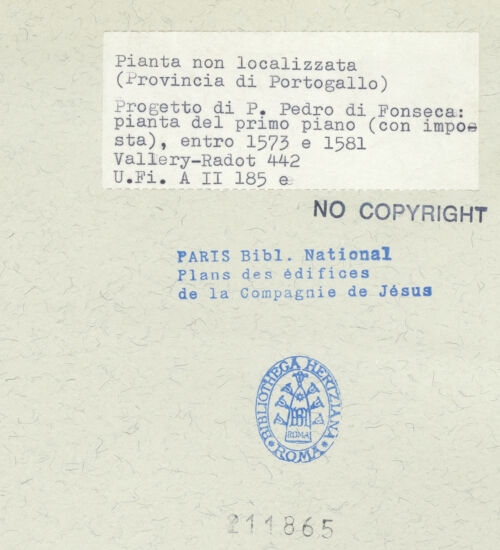 Pianta non localizzata
(Provincia di Portogallo)
Progetto di P. Pedro di Fonseca:
pianta del primo piano (con impo
sta), entro 1573 e 1581
Vallery-Radot 442
U.Fi. A II 185 e
NO COPYRIGHT
PARIS Bibl. National
Plans des édifices
de la Compagnie de Jésus
BIBLIOTHECA HERTZIANA
ROMA
ROMA
211865